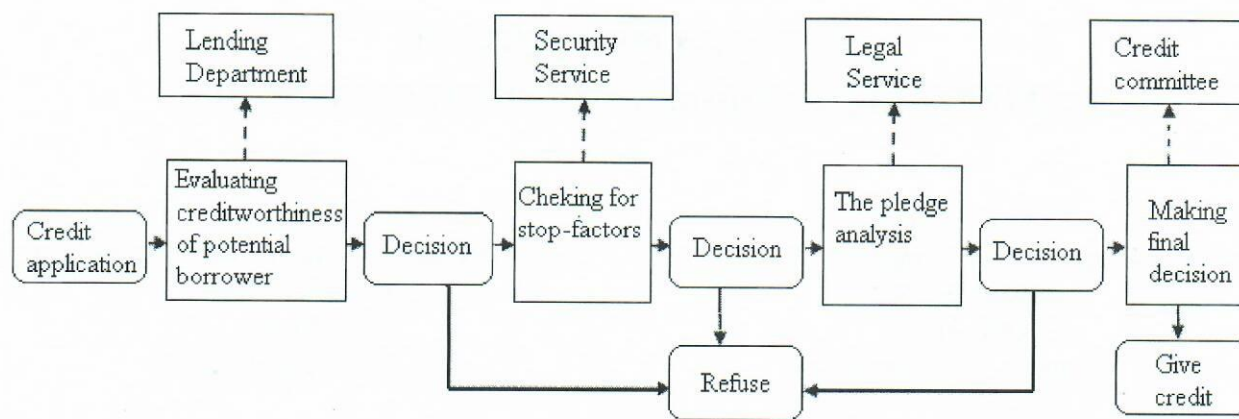 Lending
Department
Security
Service
Legal
Service
Credit
committee
Credit
application
Evaluating
creditworthiness
of potential
borrower
Decision
Cheking for
stop-factors
Decision
The pledge
analysis
Decision
Making
final
decision
Refuse
Give
credit